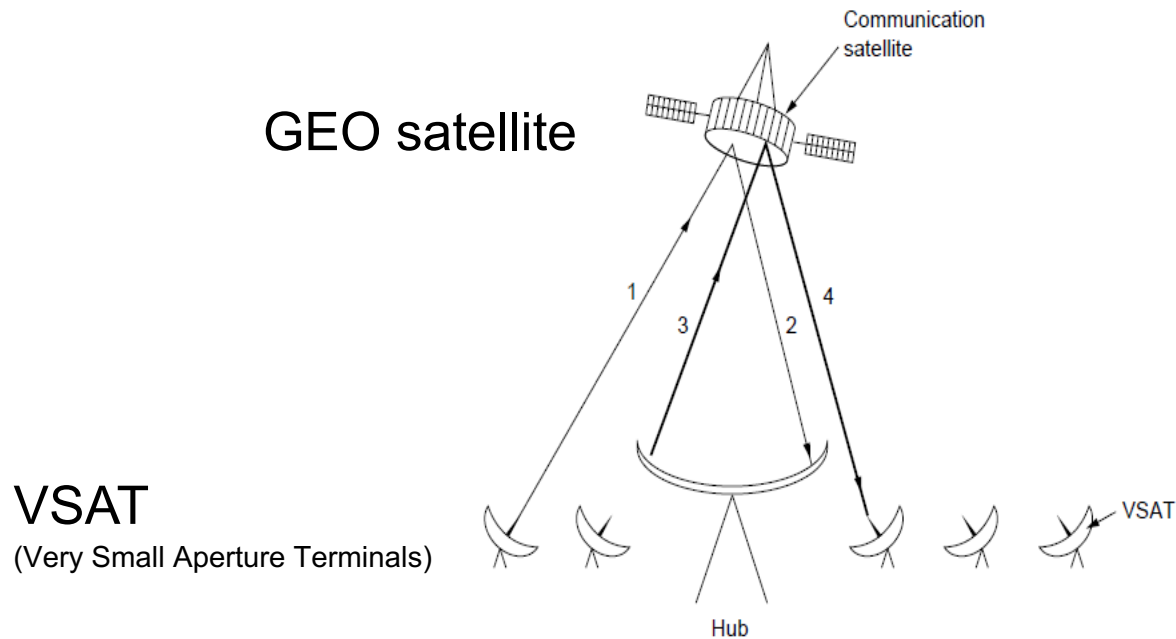 Communication
satellite
GEO satellite
1
3
2
4
VSAT
(Very Small Aperture Terminals)
VSAT
Hub